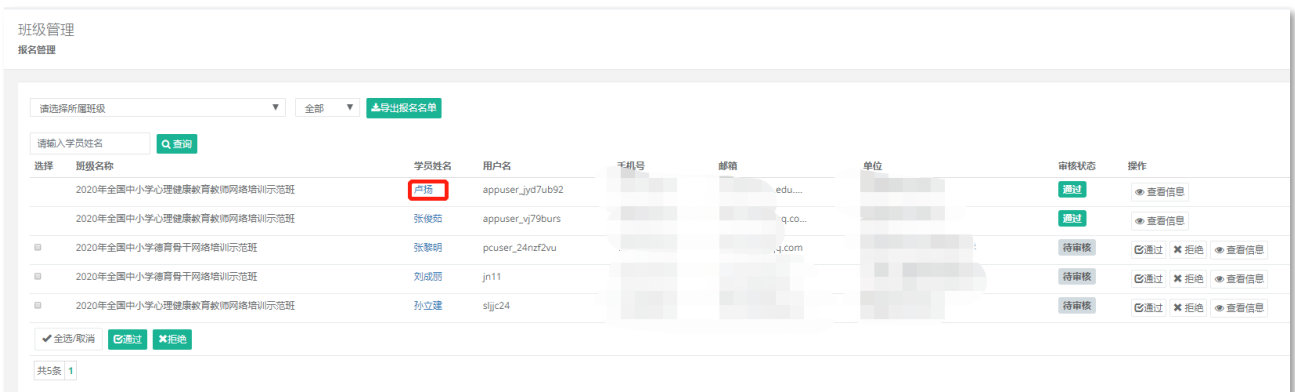 班级管理
报名管理
请选择所属班级 ▼ 全部 ▼ 导出报名名单
请输入学员姓名 查询
选择 班级名称 学员姓名 用户名 手机号 邮箱 单位 审核状态 操作
2020年全国中小学心理健康教育教师网络培训示范班 卢扬 appuser_jyd7ub92 edu.... 通过 查看信息
2020年全国中小学心理健康教育教师网络培训示范班 张俊茹 appuser_vj79burs q.co... 通过 查看信息
2020年全国中小学德育骨干网络培训示范班 张黎明 pcuser_24nzf2vu q.com 待审核 通过 拒绝 查看信息
2020年全国中小学德育骨干网络培训示范班 刘成丽 jn11 待审核 通过 拒绝 查看信息
2020年全国中小学心理健康教育教师网络培训示范班 孙立建 sljjc24 待审核 通过 拒绝 查看信息
全选/取消 通过 拒绝
共5条 1